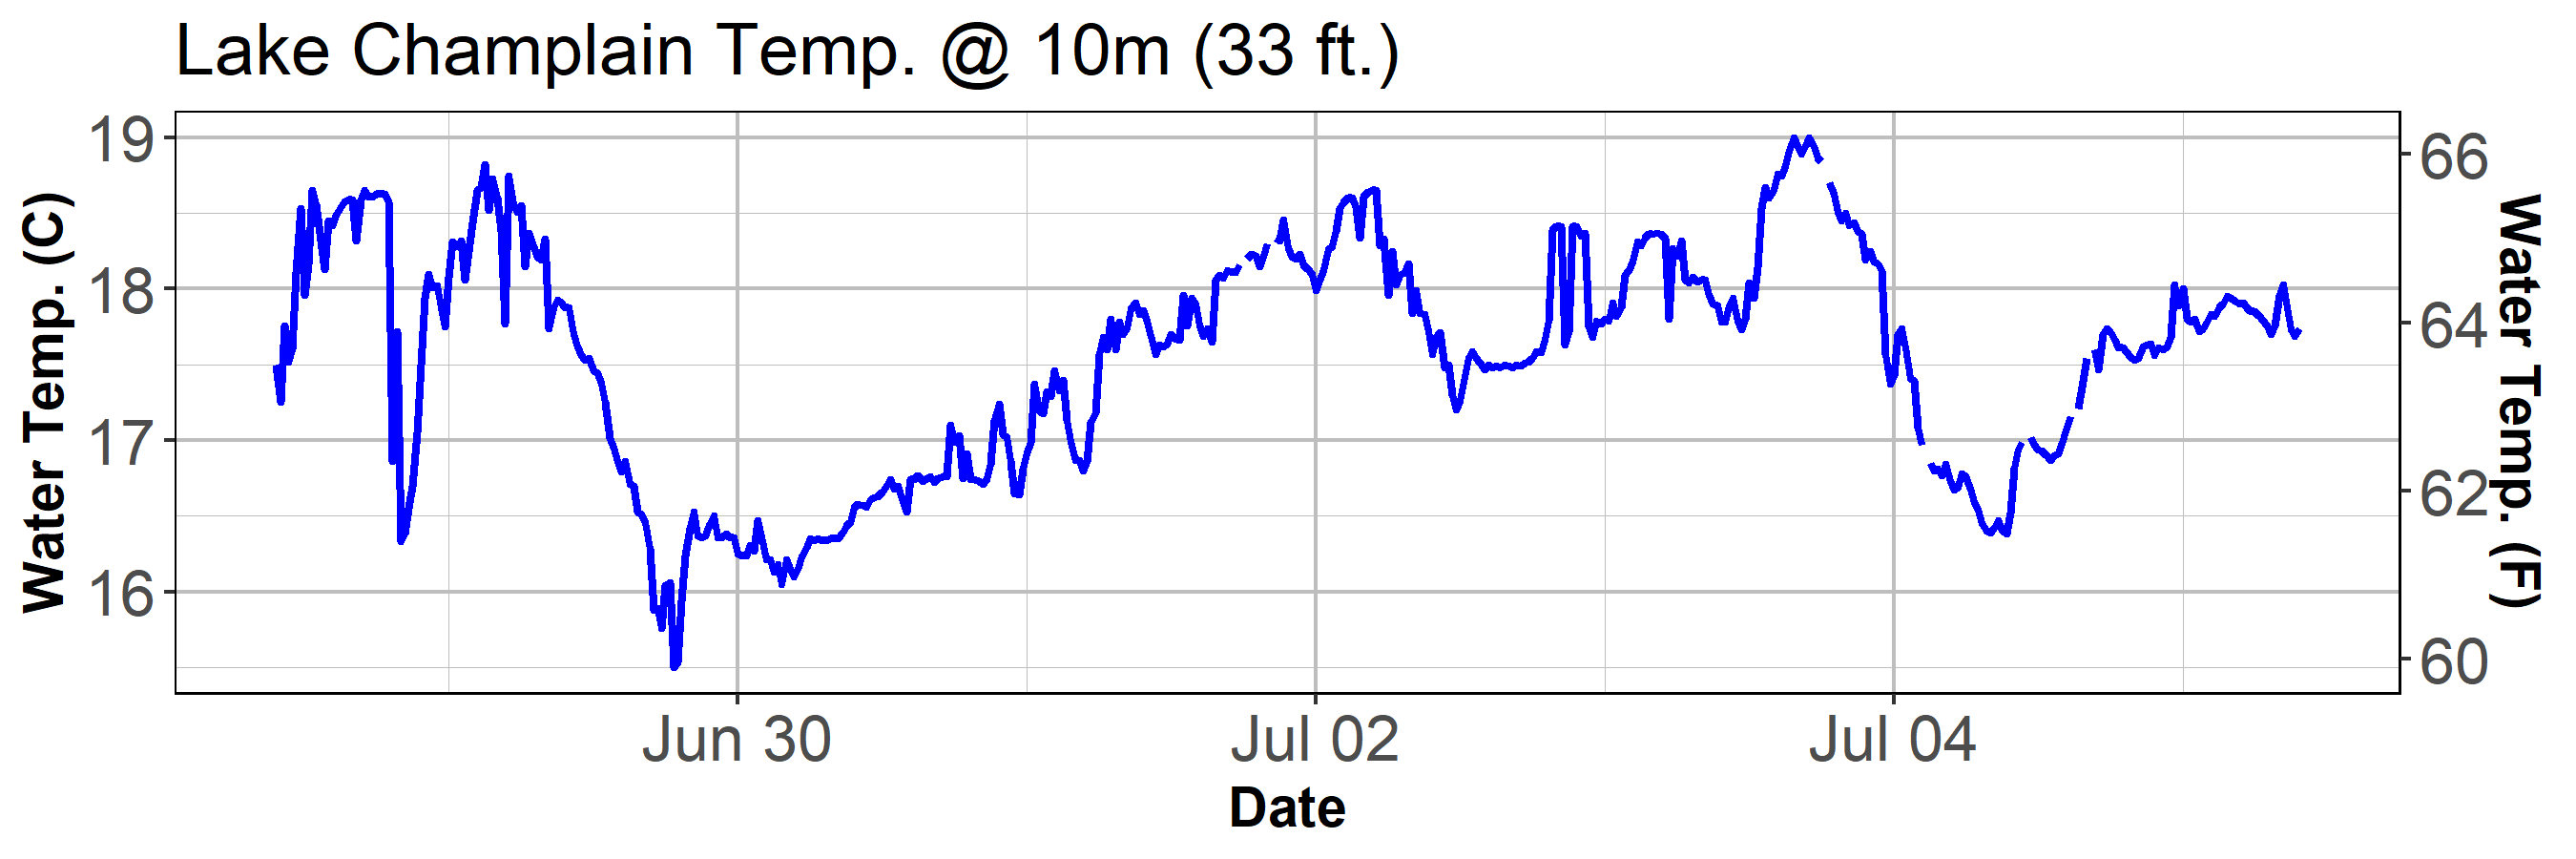 Lake Champlain Temp. @ 10m (33 ft.)
Water Temp. (C)
19
18
17
16
66
64
62
60
Water Temp. (F)
Jun 30
Jul 02
Jul 04
Date